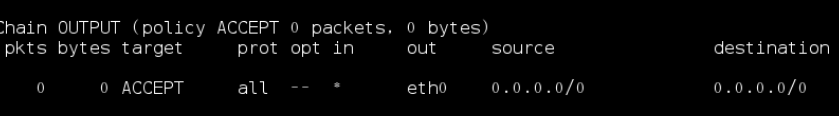 Chain OUTPUT (policy ACCEPT 0 packets, 0 bytes)
pkts bytes target prot opt in out source destination
0 0 ACCEPT all -- * eth0 0.0.0.0/0 0.0.0.0/0